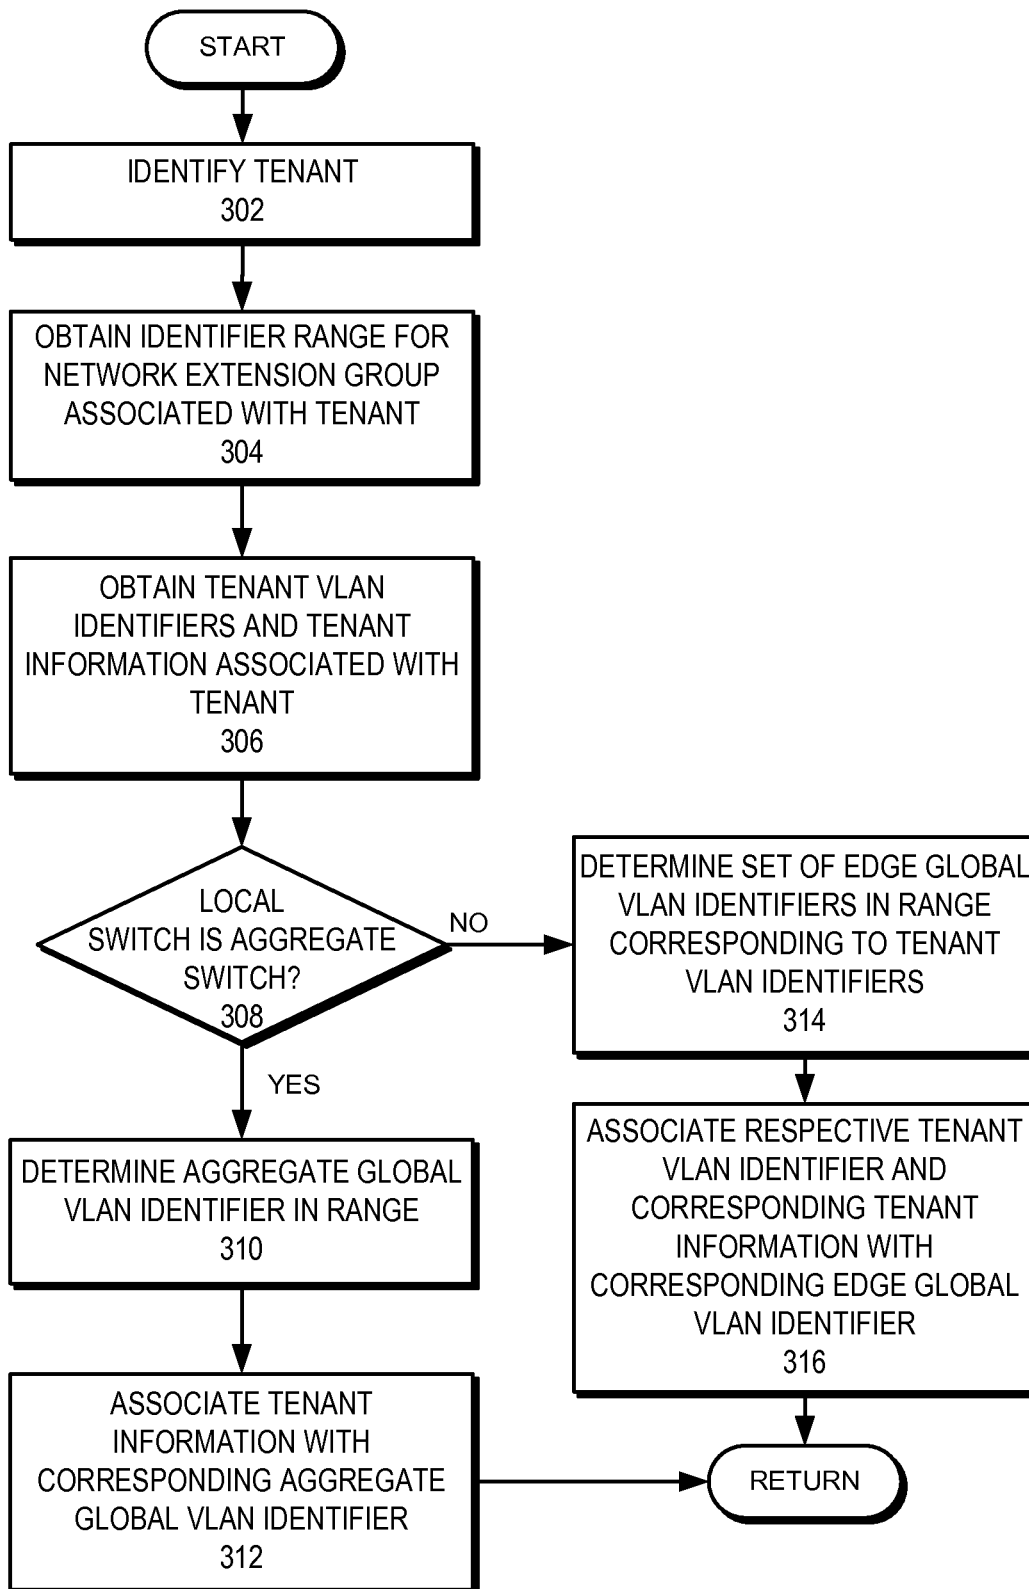 START
IDENTIFY TENANT
302
OBTAIN IDENTIFIER RANGE FOR
NETWORK EXTENSION GROUP
ASSOCIATED WITH TENANT
304
OBTAIN TENANT VLAN
IDENTIFIERS AND TENANT
INFORMATION ASSOCIATED WITH
TENANT
306
LOCAL
SWITCH IS AGGREGATE
SWITCH?
308
NO
YES
DETERMINE AGGREGATE GLOBAL
VLAN IDENTIFIER IN RANGE
310
ASSOCIATE TENANT
INFORMATION WITH
CORRESPONDING AGGREGATE
GLOBAL VLAN IDENTIFIER
312
DETERMINE SET OF EDGE GLOBAL
VLAN IDENTIFIERS IN RANGE
CORRESPONDING TO TENANT
VLAN IDENTIFIERS
314
ASSOCIATE RESPECTIVE TENANT
VLAN IDENTIFIER AND
CORRESPONDING TENANT
INFORMATION WITH
CORRESPONDING EDGE GLOBAL
VLAN IDENTIFIER
316
RETURN